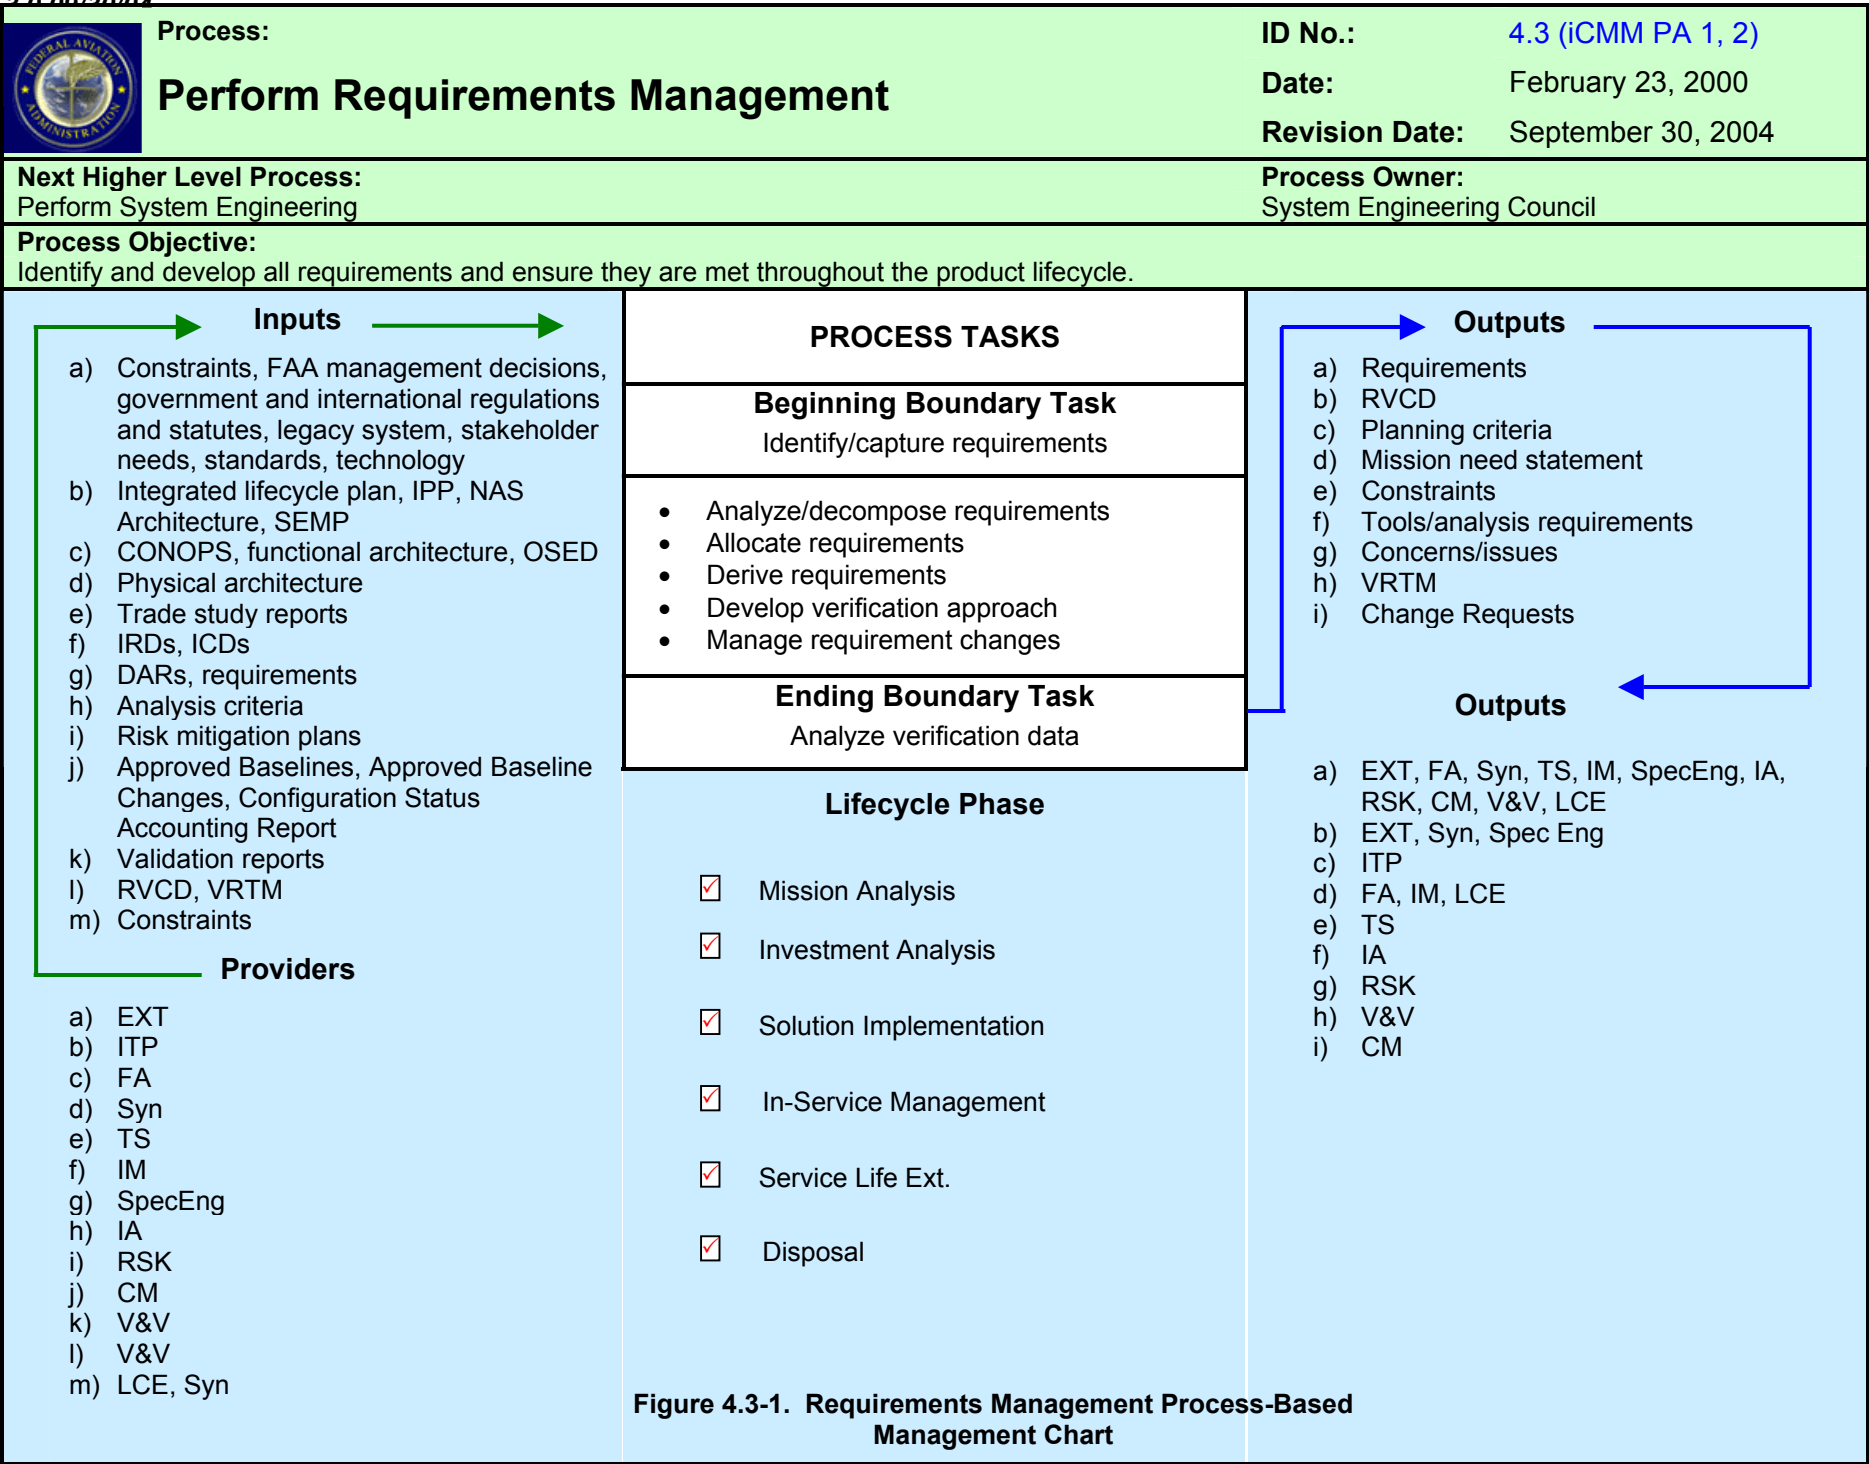 Process:
Perform Requirements Management
ID No.: 4.3 (iCMM PA 1, 2)
Date: February 23, 2000
Revision Date: September 30, 2004
FEDERAL AVIATION
ADMINISTRATION
Next Higher Level Process:
Perform System Engineering
Process Owner:
System Engineering Council
Process Objective:
Identify and develop all requirements and ensure they are met throughout the product lifecycle.
Inputs
a) Constraints, FAA management decisions,
government and international regulations
and statutes, legacy system, stakeholder
needs, standards, technology
b) Integrated lifecycle plan, IPP, NAS
Architecture, SEMP
c) CONOPS, functional architecture, OSED
d) Physical architecture
e) Trade study reports
f) IRDs, ICDs
g) DARs, requirements
h) Analysis criteria
i) Risk mitigation plans
j) Approved Baselines, Approved Baseline
Changes, Configuration Status
Accounting Report
k) Validation reports
l) RVCD, VRTM
m) Constraints
Providers
a) EXT
b) ITP
c) FA
d) Syn
e) TS
f) IM
g) SpecEng
h) IA
i) RSK
j) CM
k) V&V
l) V&V
m) LCE, Syn
PROCESS TASKS
Beginning Boundary Task
Identify/capture requirements
• Analyze/decompose requirements
• Allocate requirements
• Derive requirements
• Develop verification approach
• Manage requirement changes
Ending Boundary Task
Analyze verification data
Lifecycle Phase
Mission Analysis
Investment Analysis
Solution Implementation
In-Service Management
Service Life Ext.
Disposal
Outputs
a) Requirements
b) RVCD
c) Planning criteria
d) Mission need statement
e) Constraints
f) Tools/analysis requirements
g) Concerns/issues
h) VRTM
i) Change Requests
Outputs
a) EXT, FA, Syn, TS, IM, SpecEng, IA,
RSK, CM, V&V, LCE
b) EXT, Syn, Spec Eng
c) ITP
d) FA, IM, LCE
e) TS
f) IA
g) RSK
h) V&V
i) CM
Figure 4.3-1. Requirements Management Process-Based
Management Chart